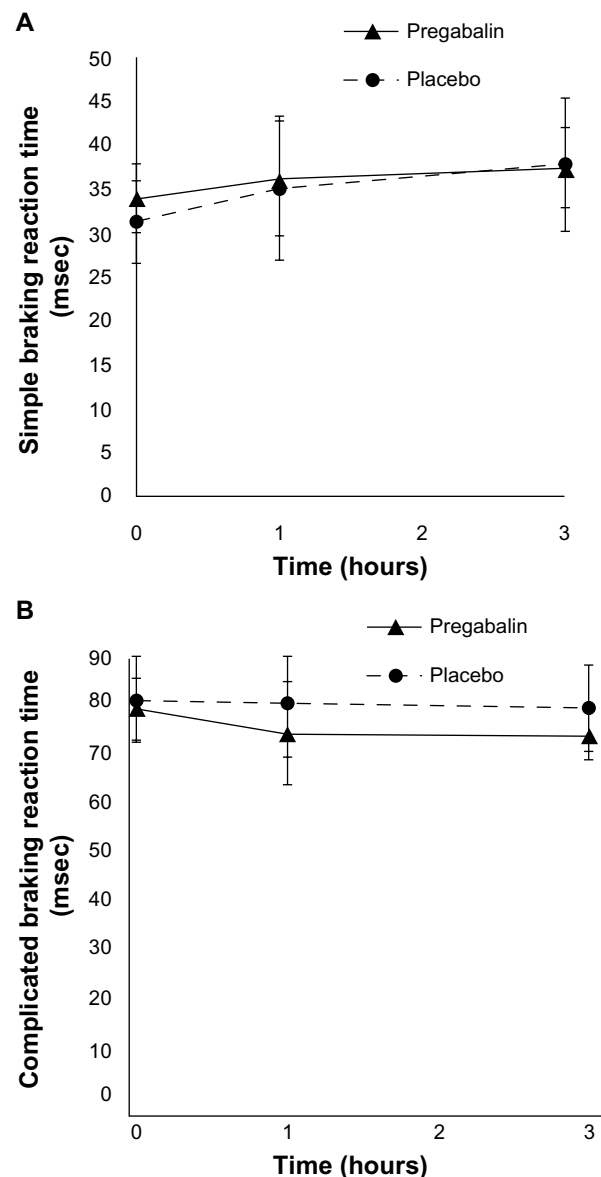 A
Pregabalin
Placebo
50
45
40
35
30
25
20
15
10
5
0
Simple braking reaction time
(msec)
0 1 2 3
Time (hours)
B
Pregabalin
Placebo
90
80
70
60
50
40
30
20
10
0
Complicated braking reaction time
(msec)
0 1 2 3
Time (hours)